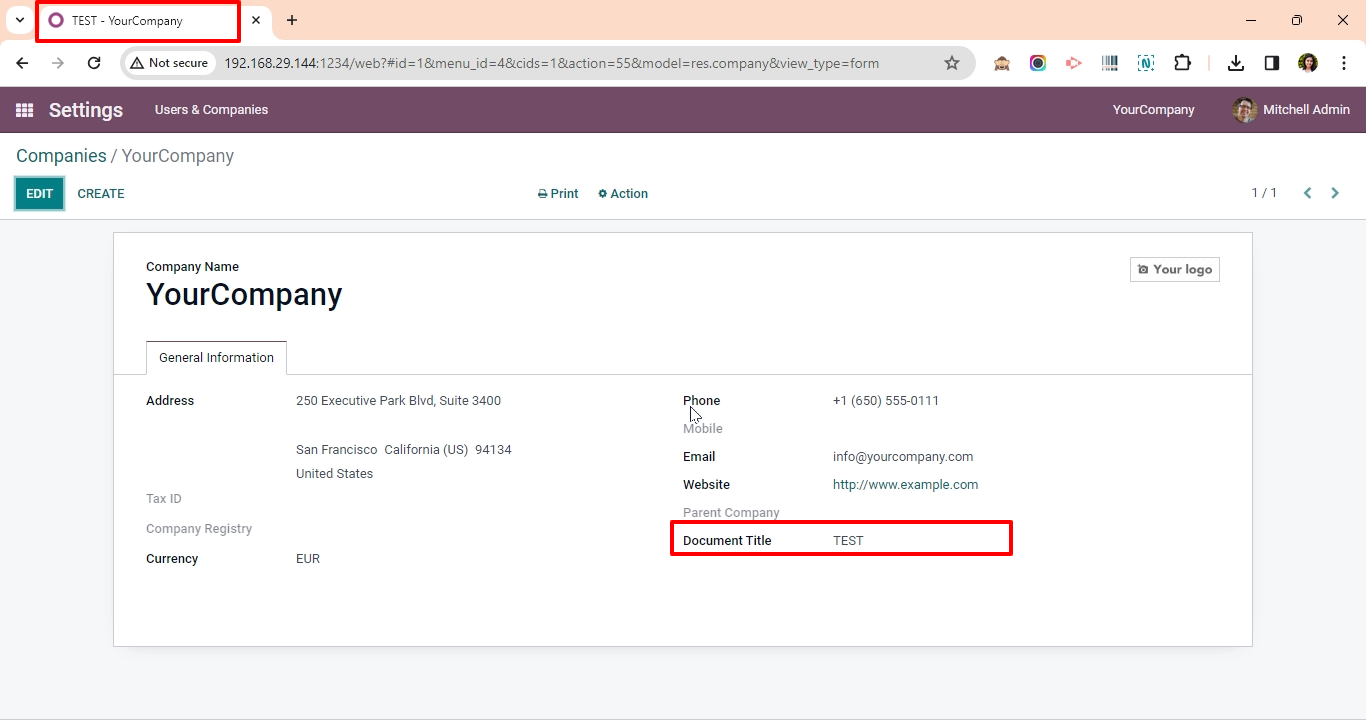 TEST - YourCompany
Not secure 192.168.29.144:1234/web?#id=1&menu_id=4&cids=1&action=55&model=res.company&view_type=form
Settings Users & Companies YourCompany Mitchell Admin
Companies / YourCompany
EDIT CREATE Print Action 1 / 1
Company Name
Your logo
YourCompany
General Information
Address 250 Executive Park Blvd, Suite 3400
San Francisco California (US) 94134
United States
Tax ID
Company Registry
Currency EUR
Phone +1 (650) 555-0111
Mobile
Email info@yourcompany.com
Website http://www.example.com
Parent Company
Document Title TEST